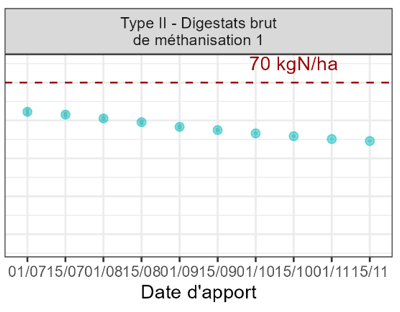 Type II - Digestats brut
de méthanisation 1
70 kgN/ha
01/07 15/07 01/08 15/08 01/09 15/09 01/10 15/10 01/11 15/11
Date d'apport